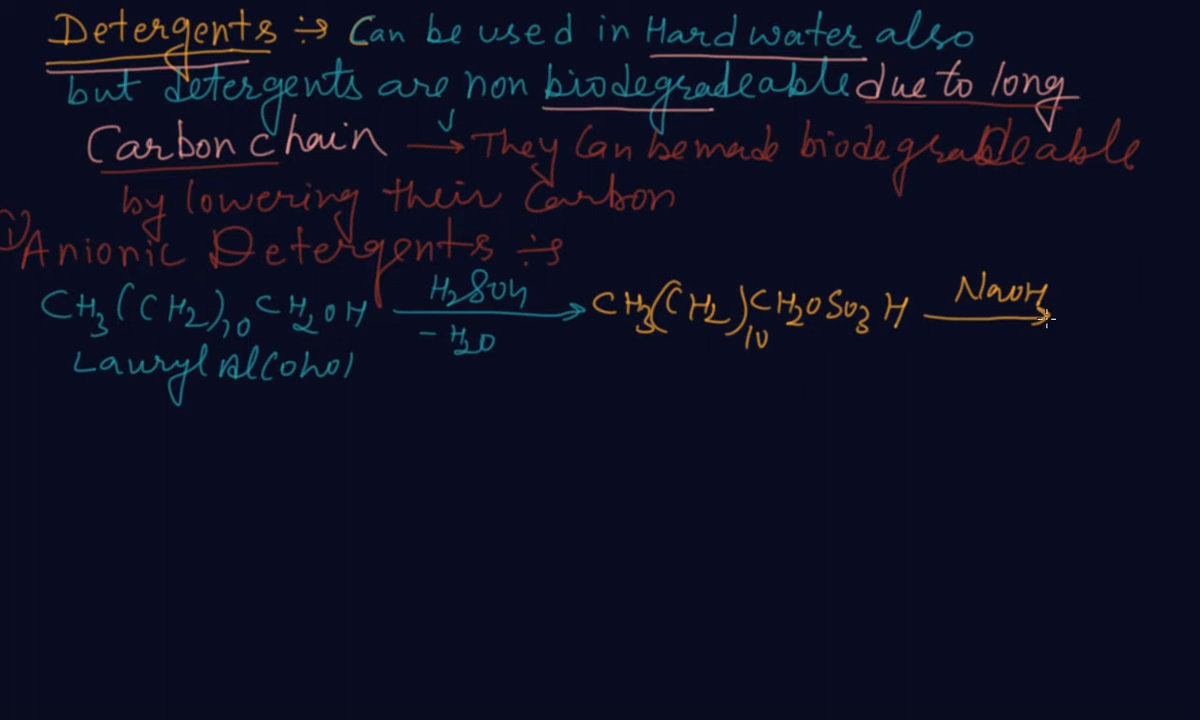 Detergents :→ Can be used in Hard water also
but detergents are non biodegradeable due to long
Carbon chain → They Can be made biodegradeable
by lowering their Carbon
1) Anionic Detergents :-
CH3(CH2)10CH2OH H2SO4 -H2O → CH3(CH2)10CH2OSO3H NaOH →
Lauryl Alcohol